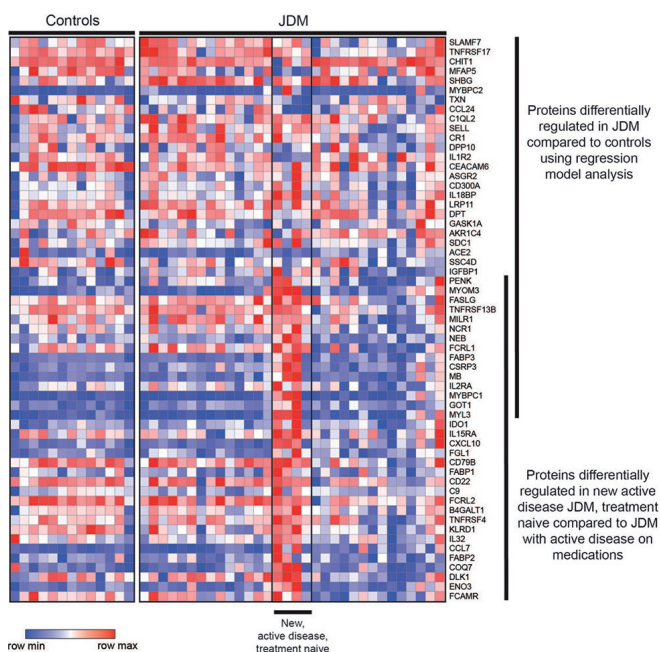 Controls
JDM
SLAMF7
TNFRSF17
CHIT1
MFAP5
SHBG
MYBPC2
TXN
CCL24
C1QL2
SELL
CR1
DPP10
IL1R2
CEACAM6
ASGR2
CD300A
IL18BP
LRP11
DPT
GASK1A
AKR1C4
SDC1
ACE2
SSC4D
IGFBP1
PENK
MYOM3
FASLG
TNFRSF13B
MILR1
NCR1
NEB
FCRL1
FABP3
CSRP3
MB
IL2RA
MYBPC1
GOT1
MYL3
IDO1
IL15RA
CXCL10
FGL1
CD79B
FABP1
CD22
C9
FCRL2
B4GALT1
TNFRSF4
KLRD1
IL32
CCL7
FABP2
COQ7
DLK1
ENO3
FCAMR
Proteins differentially
regulated in JDM
compared to controls
using regression
model analysis
Proteins differentially
regulated in new active
disease JDM, treatment
naive compared to JDM
with active disease on
medications
New,
active disease,
treatment naive
row min
row max